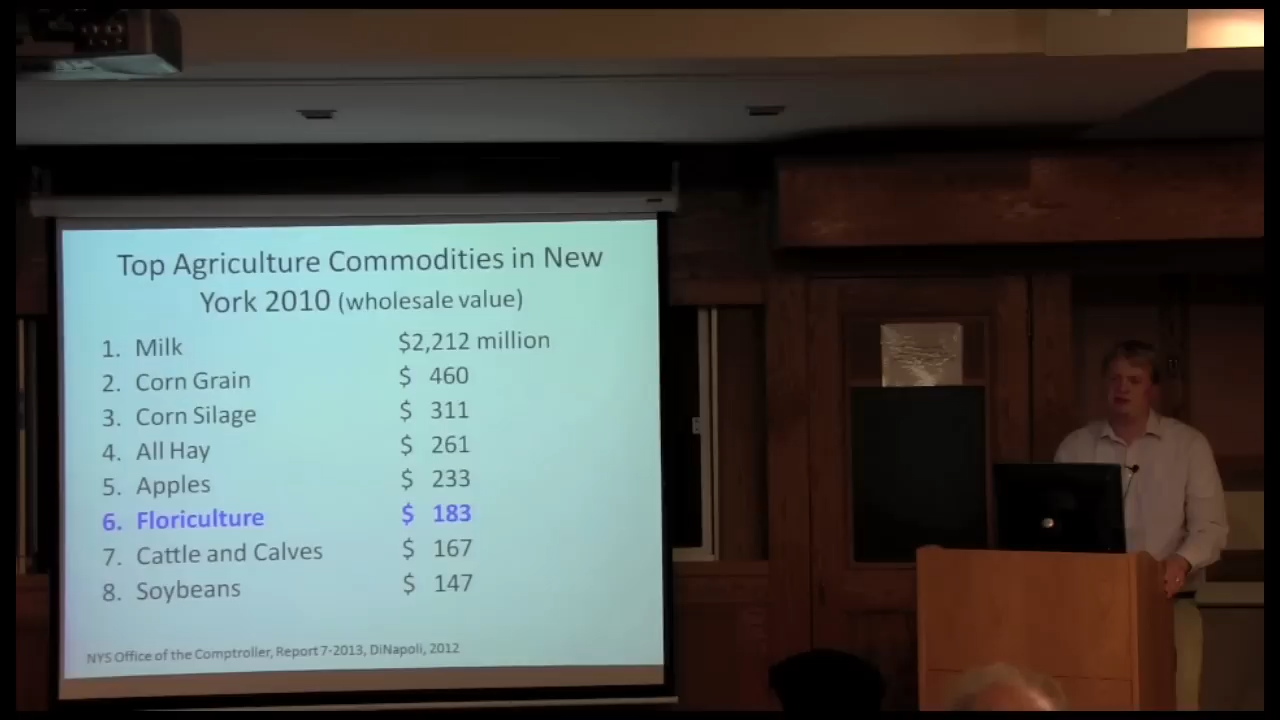 Top Agriculture Commodities in New
York 2010 (wholesale value)
1. Milk $2,212 million
2. Corn Grain $ 460
3. Corn Silage $ 311
4. All Hay $ 261
5. Apples $ 233
6. Floriculture $ 183
7. Cattle and Calves $ 167
8. Soybeans $ 147
NYS Office of the Comptroller, Report 7-2013, DiNapoli, 2012